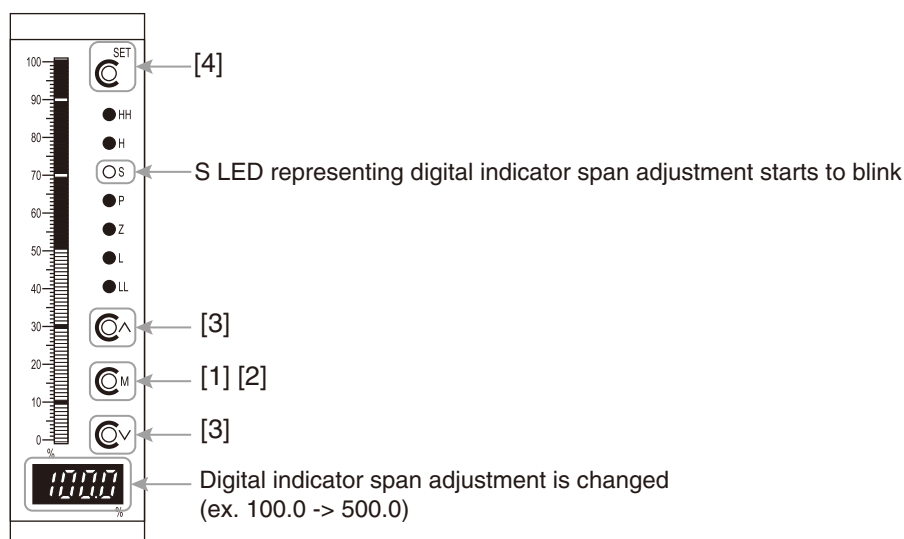 SET
[4]
100
90
HH
80
H
S
S LED representing digital indicator span adjustment starts to blink
70
P
60
Z
50
L
40
LL
30
[3]
20
M
[1] [2]
10
[3]
0
%
100.0
Digital indicator span adjustment is changed
(ex. 100.0 -> 500.0)
%